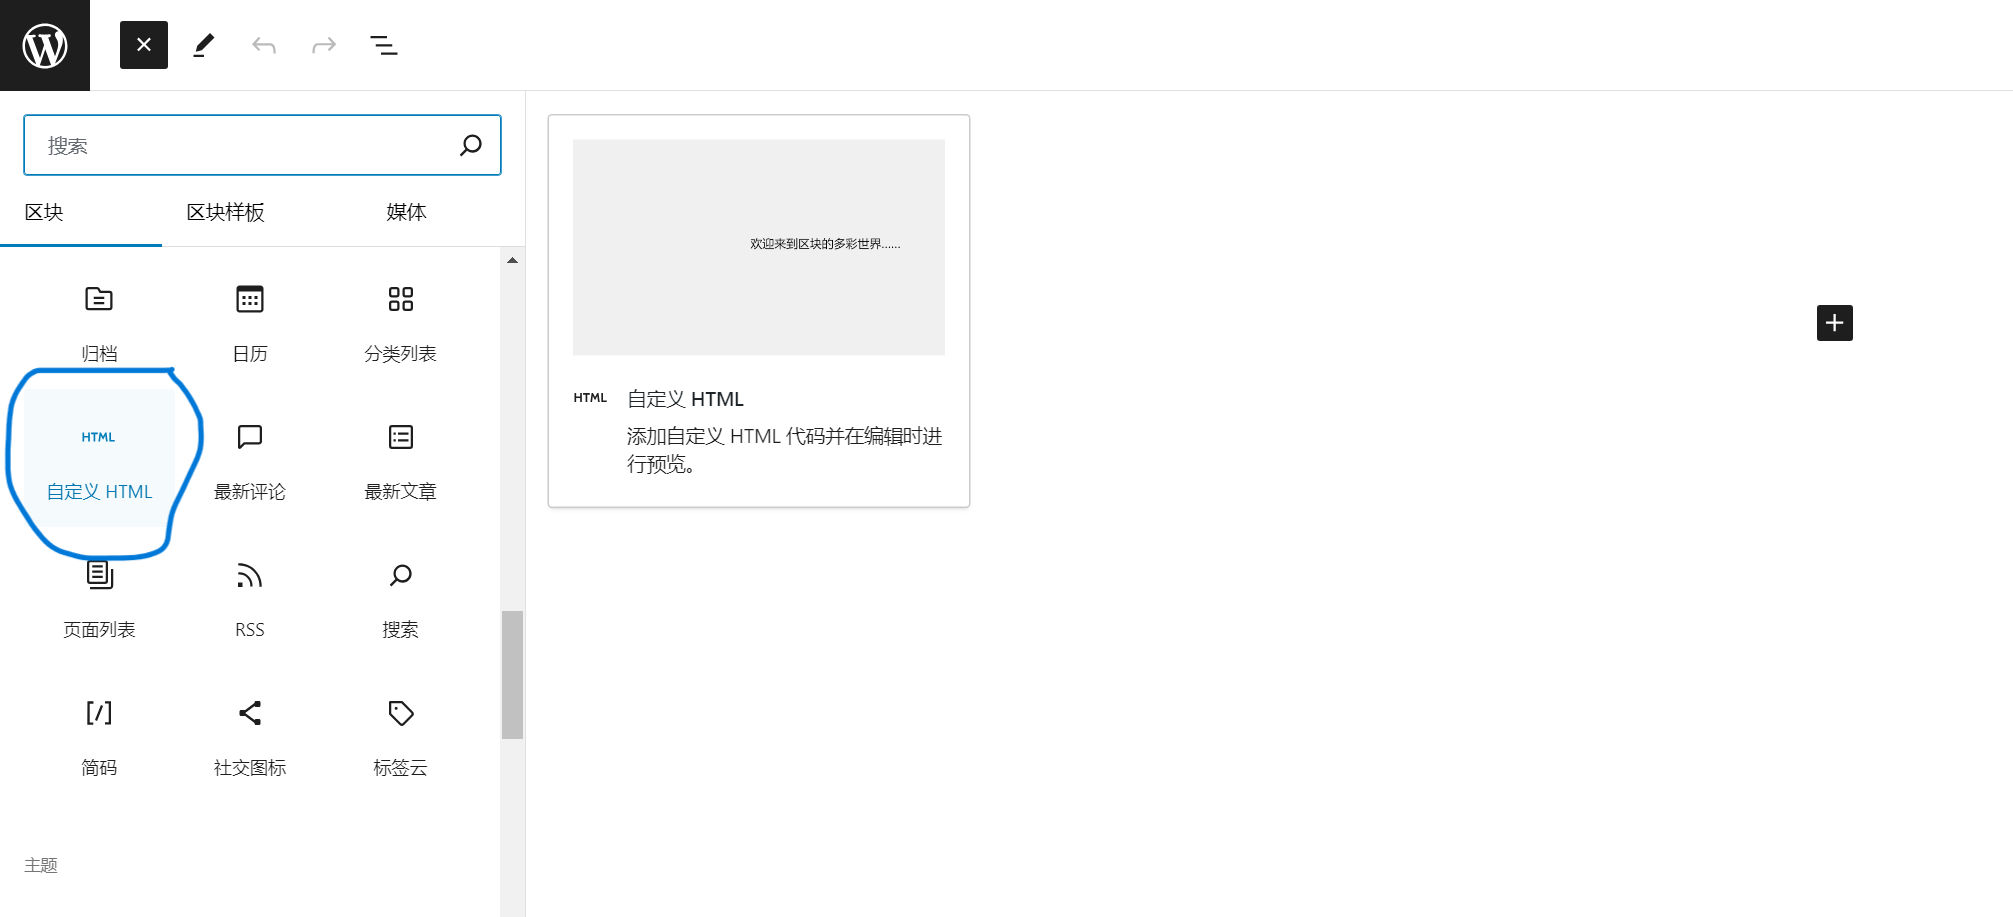 搜索
区块 区块样板 媒体
归档 日历 分类列表
HTML
自定义 HTML 最新评论 最新文章
页面列表 RSS 搜索
简码 社交图标 标签云
主题
欢迎来到区块的多彩世界……
HTML 自定义 HTML
添加自定义 HTML 代码并在编辑时进
行预览。